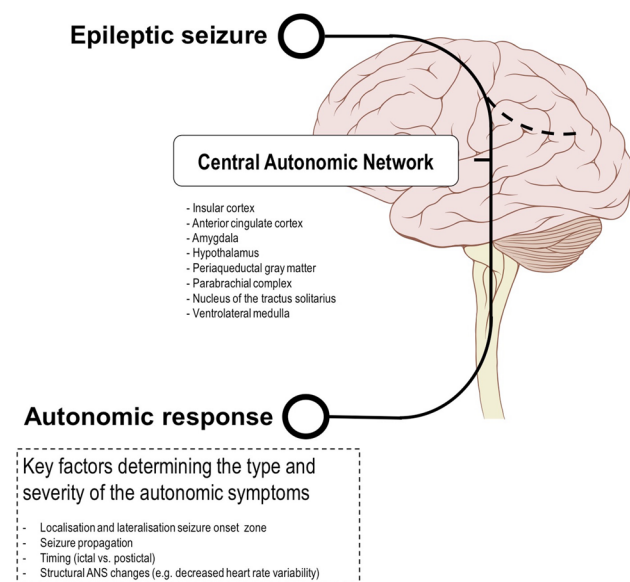 Epileptic seizure
Central Autonomic Network
- Insular cortex
- Anterior cingulate cortex
- Amygdala
- Hypothalamus
- Periaqueductal gray matter
- Parabrachial complex
- Nucleus of the tractus solitarius
- Ventrolateral medulla
Autonomic response
Key factors determining the type and
severity of the autonomic symptoms
- Localisation and lateralisation seizure onset zone
- Seizure propagation
- Timing (ictal vs. postictal)
- Structural ANS changes (e.g. decreased heart rate variability)